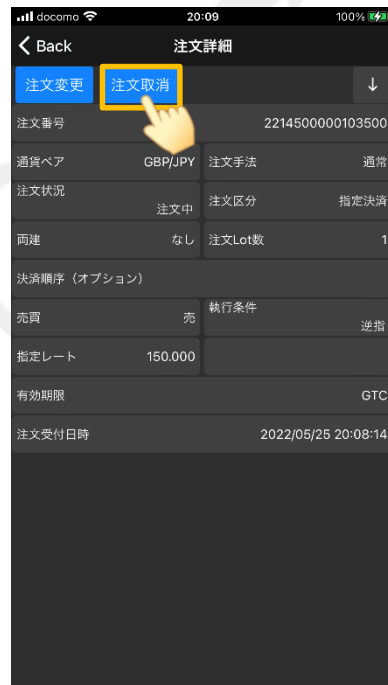 docomo 20:09 100%
Back 注文詳細
注文変更 注文取消 ↓
注文番号 2214500000103500
通貨ペア GBP/JPY 注文手法 通常
注文状況 注文中 注文区分 指定決済
両建 なし 注文Lot数 1
決済順序（オプション）
売買 売 執行条件 逆指
指定レート 150.000
有効期限 GTC
注文受付日時 2022/05/25 20:08:14